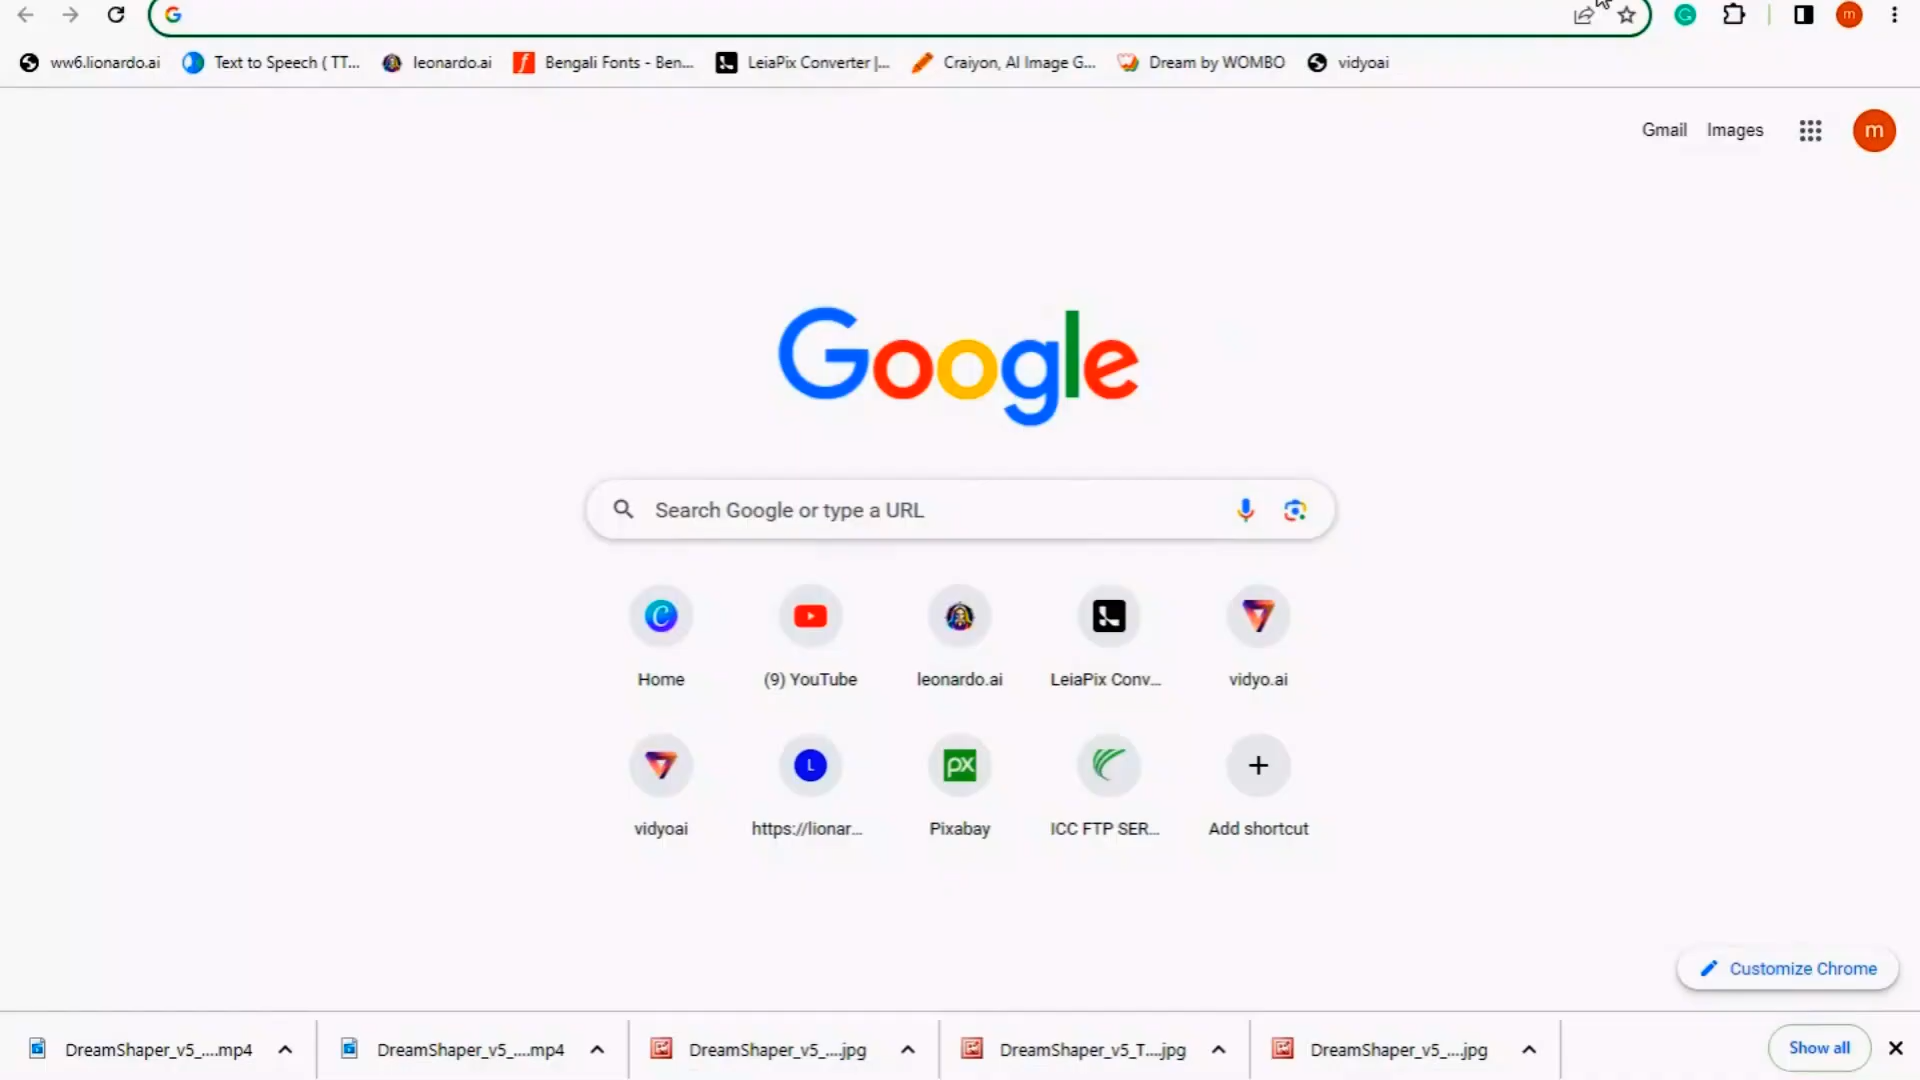 ww6.lionardo.ai Text to Speech ( TT... leonardo.ai Bengali Fonts - Ben... LeiaPix Converter |... Craiyon, AI Image G... Dream by WOMBO vidyoai
Gmail Images m
Google
Search Google or type a URL
Home (9) YouTube leonardo.ai LeiaPix Conv... vidyo.ai
L px
vidyoai https://lionar... Pixabay ICC FTP SER... Add shortcut
Customize Chrome
DreamShaper_v5_....mp4 DreamShaper_v5_....mp4 DreamShaper_v5_....jpg DreamShaper_v5_T....jpg DreamShaper_v5_....jpg Show all